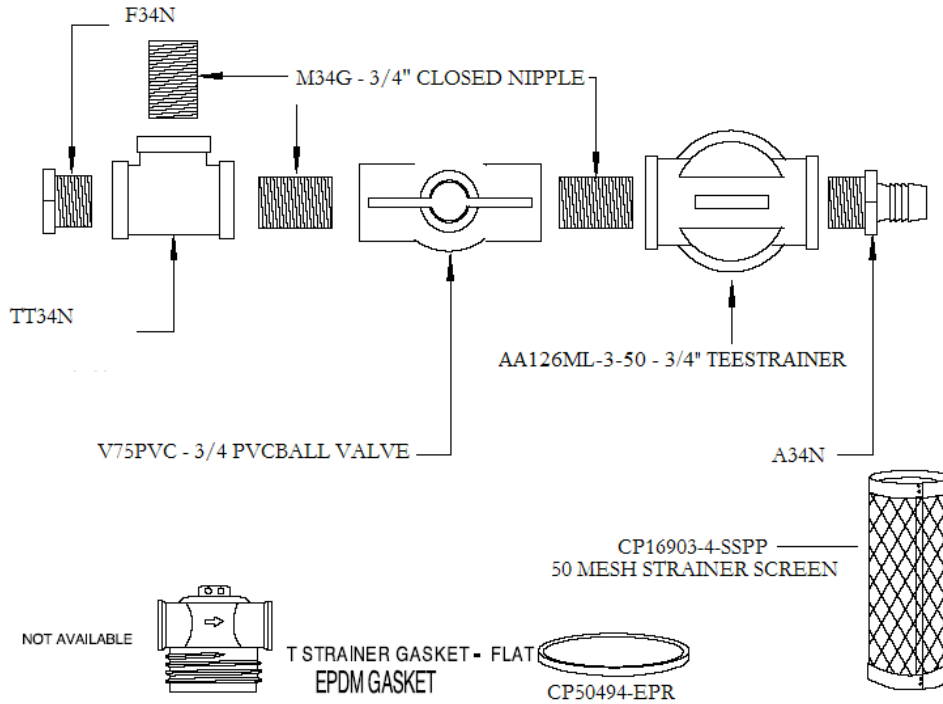 F34N
M34G - 3/4" CLOSED NIPPLE
TT34N
AA126ML-3-50 - 3/4" TEESTRAINER
V75PVC - 3/4 PVCBALL VALVE
A34N
CP16903-4-SSPP
50 MESH STRAINER SCREEN
NOT AVAILABLE
T STRAINER GASKET - FLAT
EPDM GASKET
CP50494-EPR